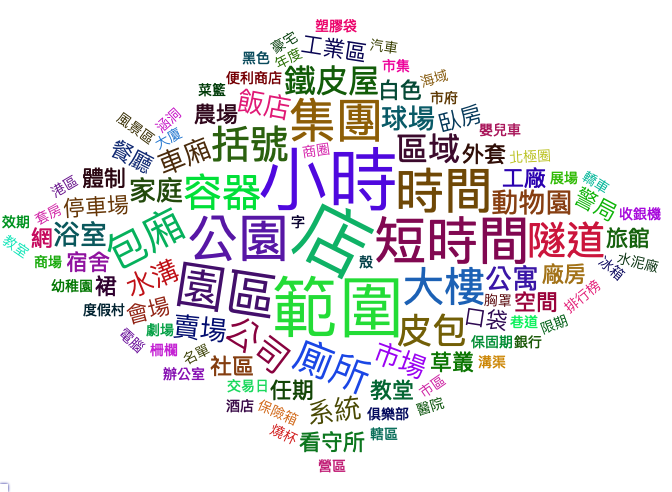 塑膠袋
豪宅
工業區
汽車
黑色
年度
市集
便利商店
鐵皮屋
白色
海域
菜籃
飯店
集團
市府
農場
球場
臥房
嬰兒車
風景區
涵洞
大廈
括號
商圈
區域
外套
北極圈
餐廳
車廂
小時
時間
工廠
展場
轎車
港區
體制
家庭
容器
動物園
警局
收銀機
套房
停車場
效期
教室
網
浴室
包廂
公園
字
店
短時間
隧道
旅館
商場
宿舍
殼
水泥廠
冰箱
幼稚園
裙
水溝
園區
範圍
大樓
公寓
廠房
排行榜
度假村
會場
胸罩
空間
電腦
劇場
賣場
公司
皮包
口袋
巷道
限期
柵欄
名單
廁所
市場
保固期
銀行
辦公室
社區
草叢
溝渠
交易日
任期
教堂
市區
酒店
保險箱
系統
俱樂部
醫院
燒杯
看守所
轄區
營區